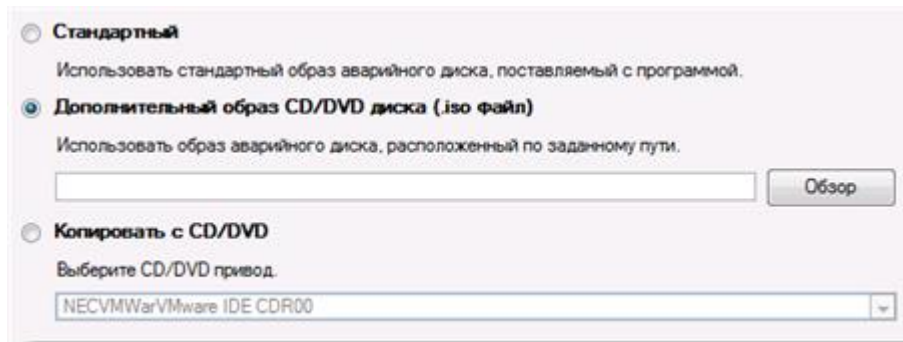 Стандартный
Использовать стандартный образ аварийного диска, поставляемый с программой.
Дополнительный образ CD/DVD диска (.iso файл)
Использовать образ аварийного диска, расположенный по заданному пути.
Обзор
Копировать с CD/DVD
Выберите CD/DVD привод.
NECVMWarVMware IDE CDR00